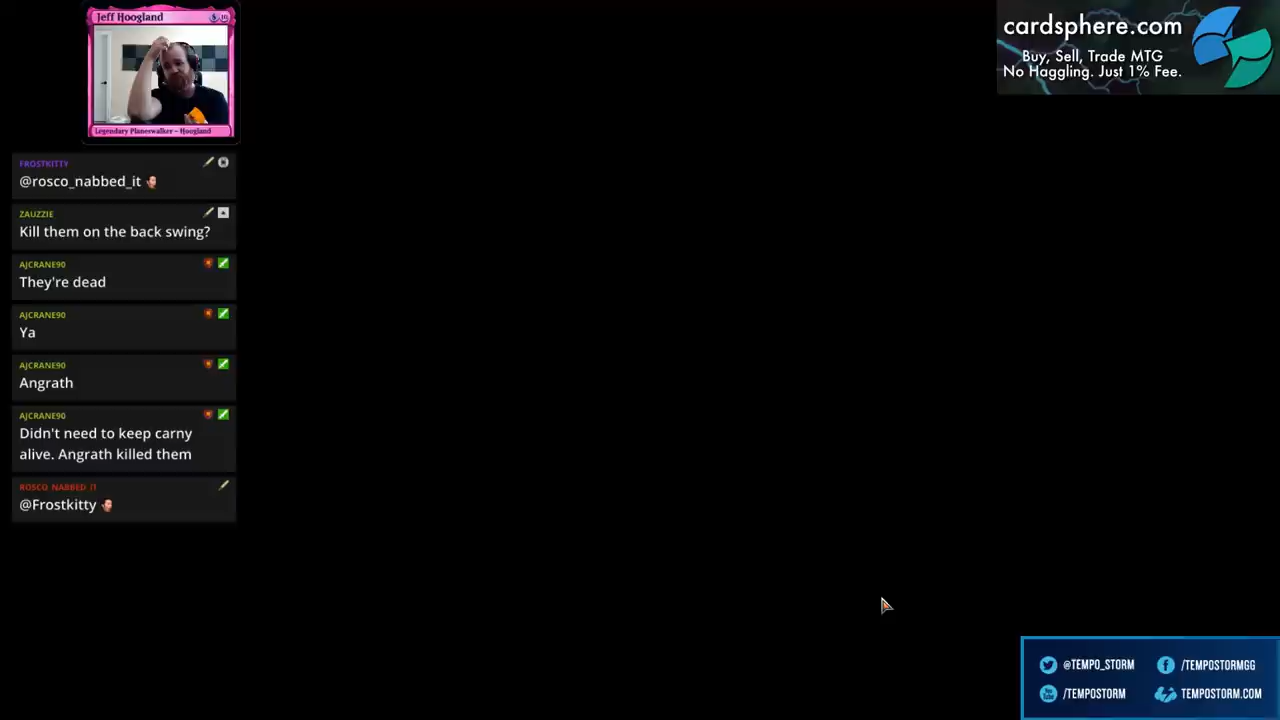 Jeff Hoogland
Legendary Planeswalker - Hoogland
cardsphere.com
Buy, Sell, Trade MTG
No Haggling. Just 1% Fee.
FROSTKITTY
@rosco_nabbed_it
ZAUZZIE
Kill them on the back swing?
AJCRANE90
They're dead
AJCRANE90
Ya
AJCRANE90
Angrath
AJCRANE90
Didn't need to keep carny
alive. Angrath killed them
ROSCO_NABBED_IT
@Frostkitty
@TEMPO_STORM
/TEMPOSTORMGG
/TEMPOSTORM
TEMPOSTORM.COM